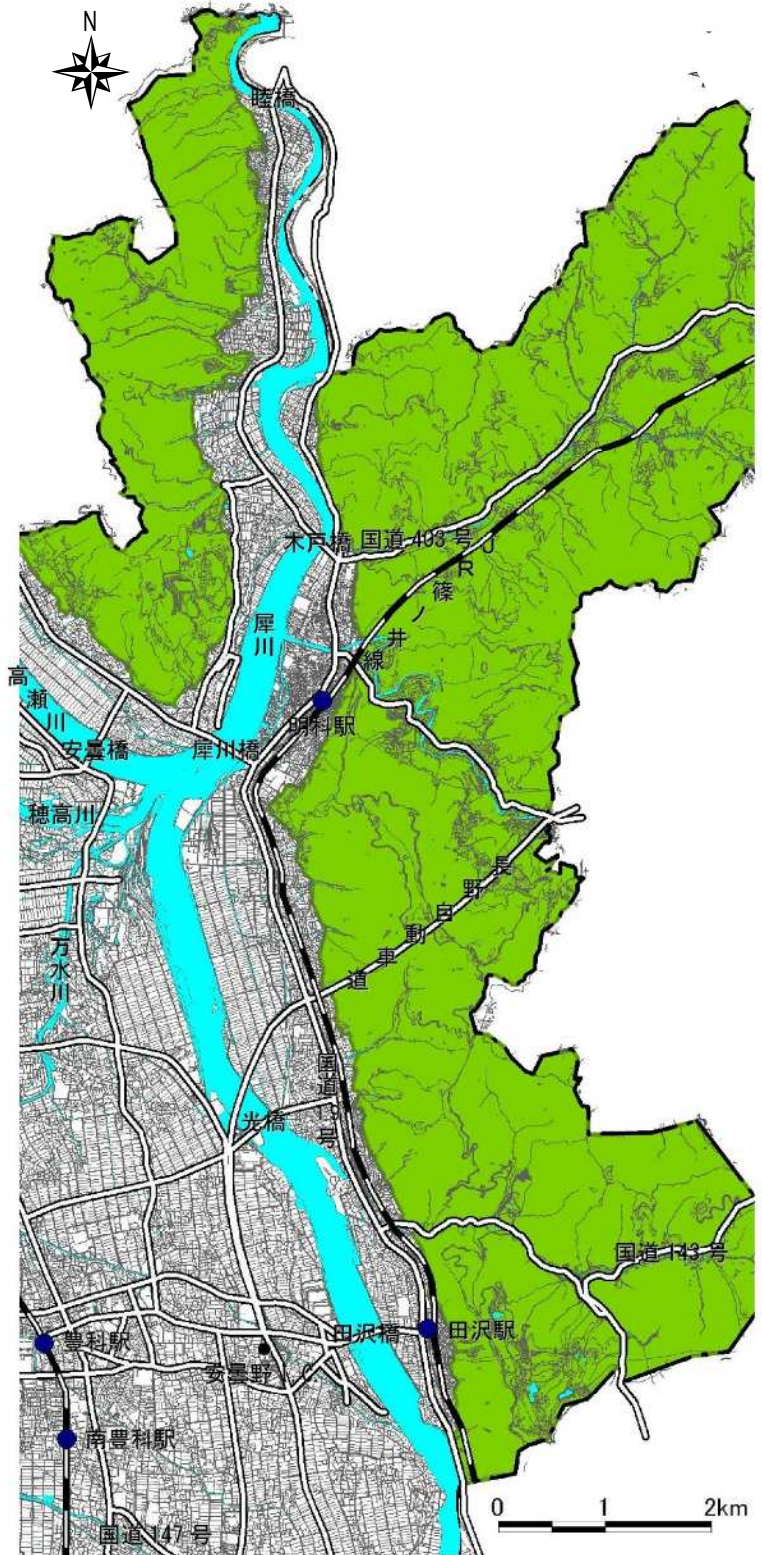 N
睦橋
木戸橋
国道403号
JR篠ノ井線
犀川
高瀬川
明科駅
安曇橋
犀川橋
穂高川
長野自動車道
万水川
国道19号
光橋
国道143号
豊科駅
田沢橋
田沢駅
安曇野IC
南豊科駅
0 1 2km
国道147号